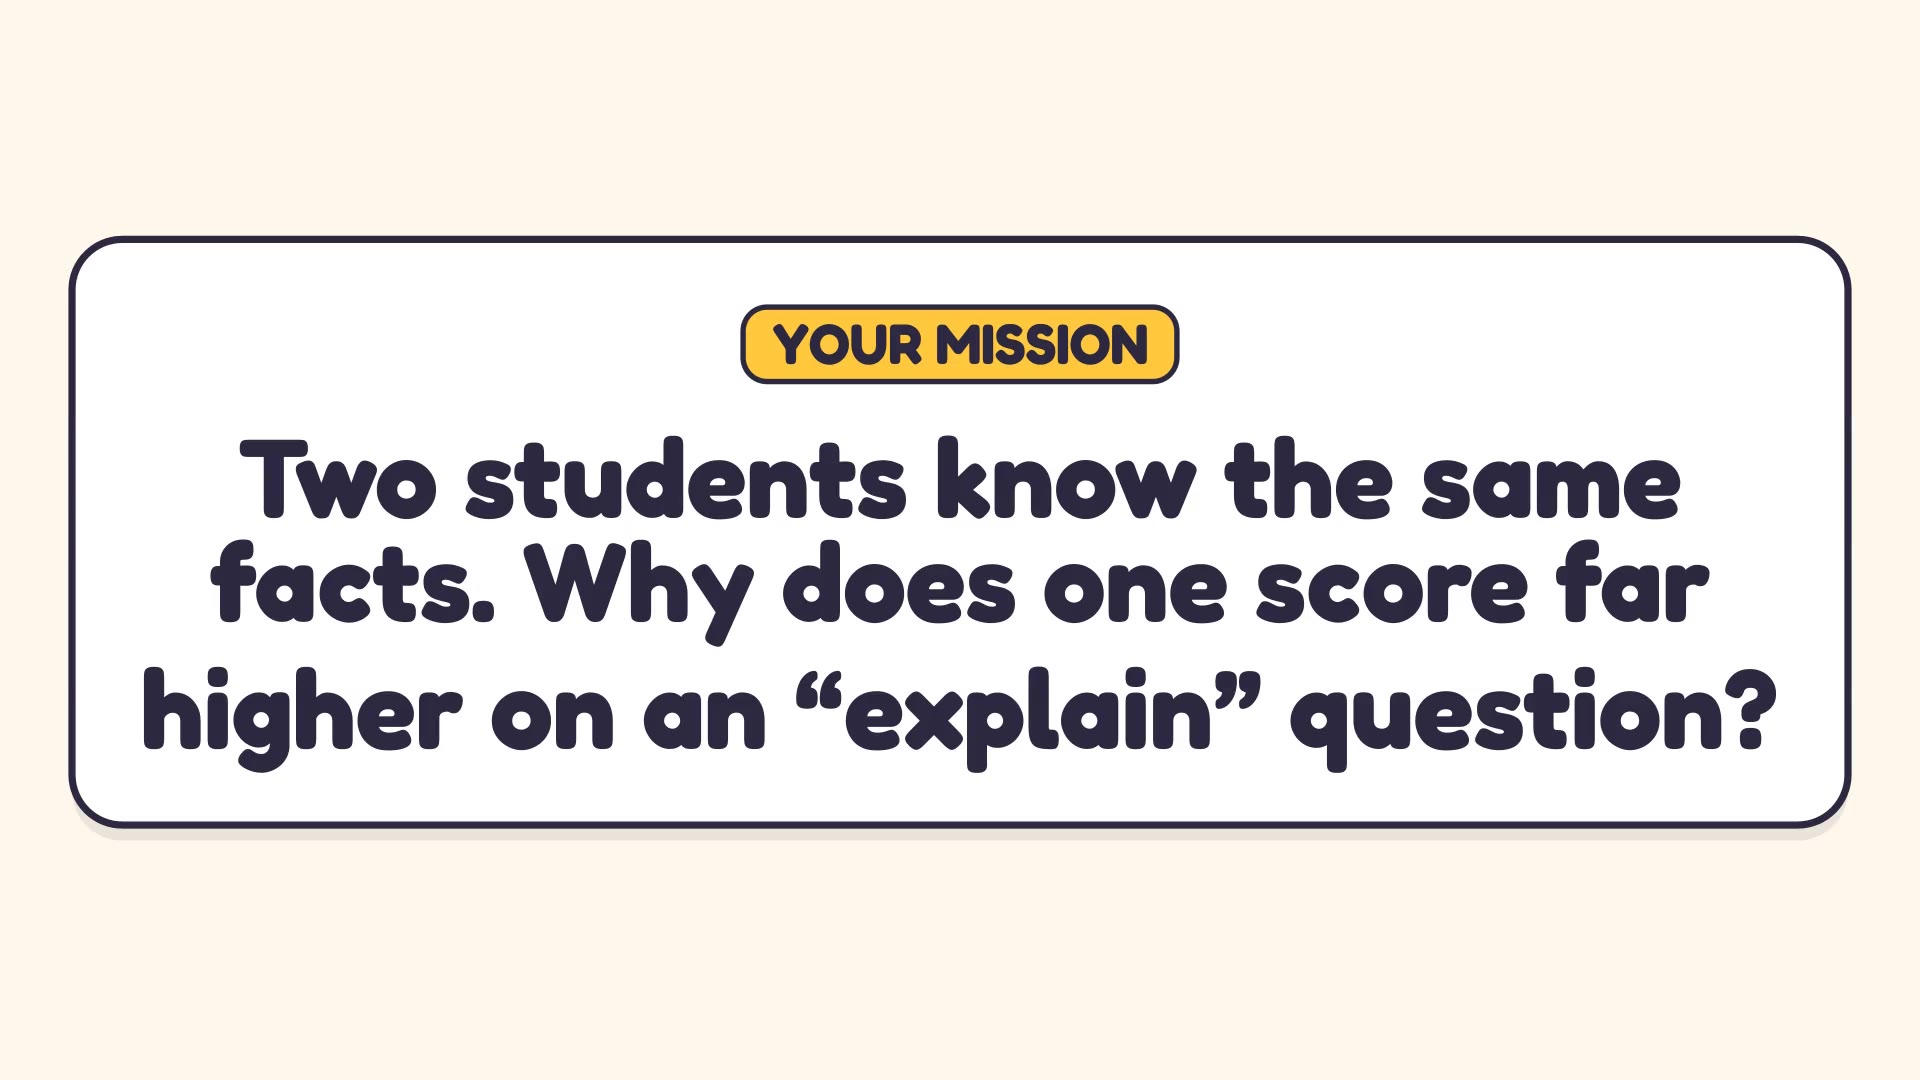 YOUR MISSION
Two students know the same
facts. Why does one score far
higher on an “explain” question?